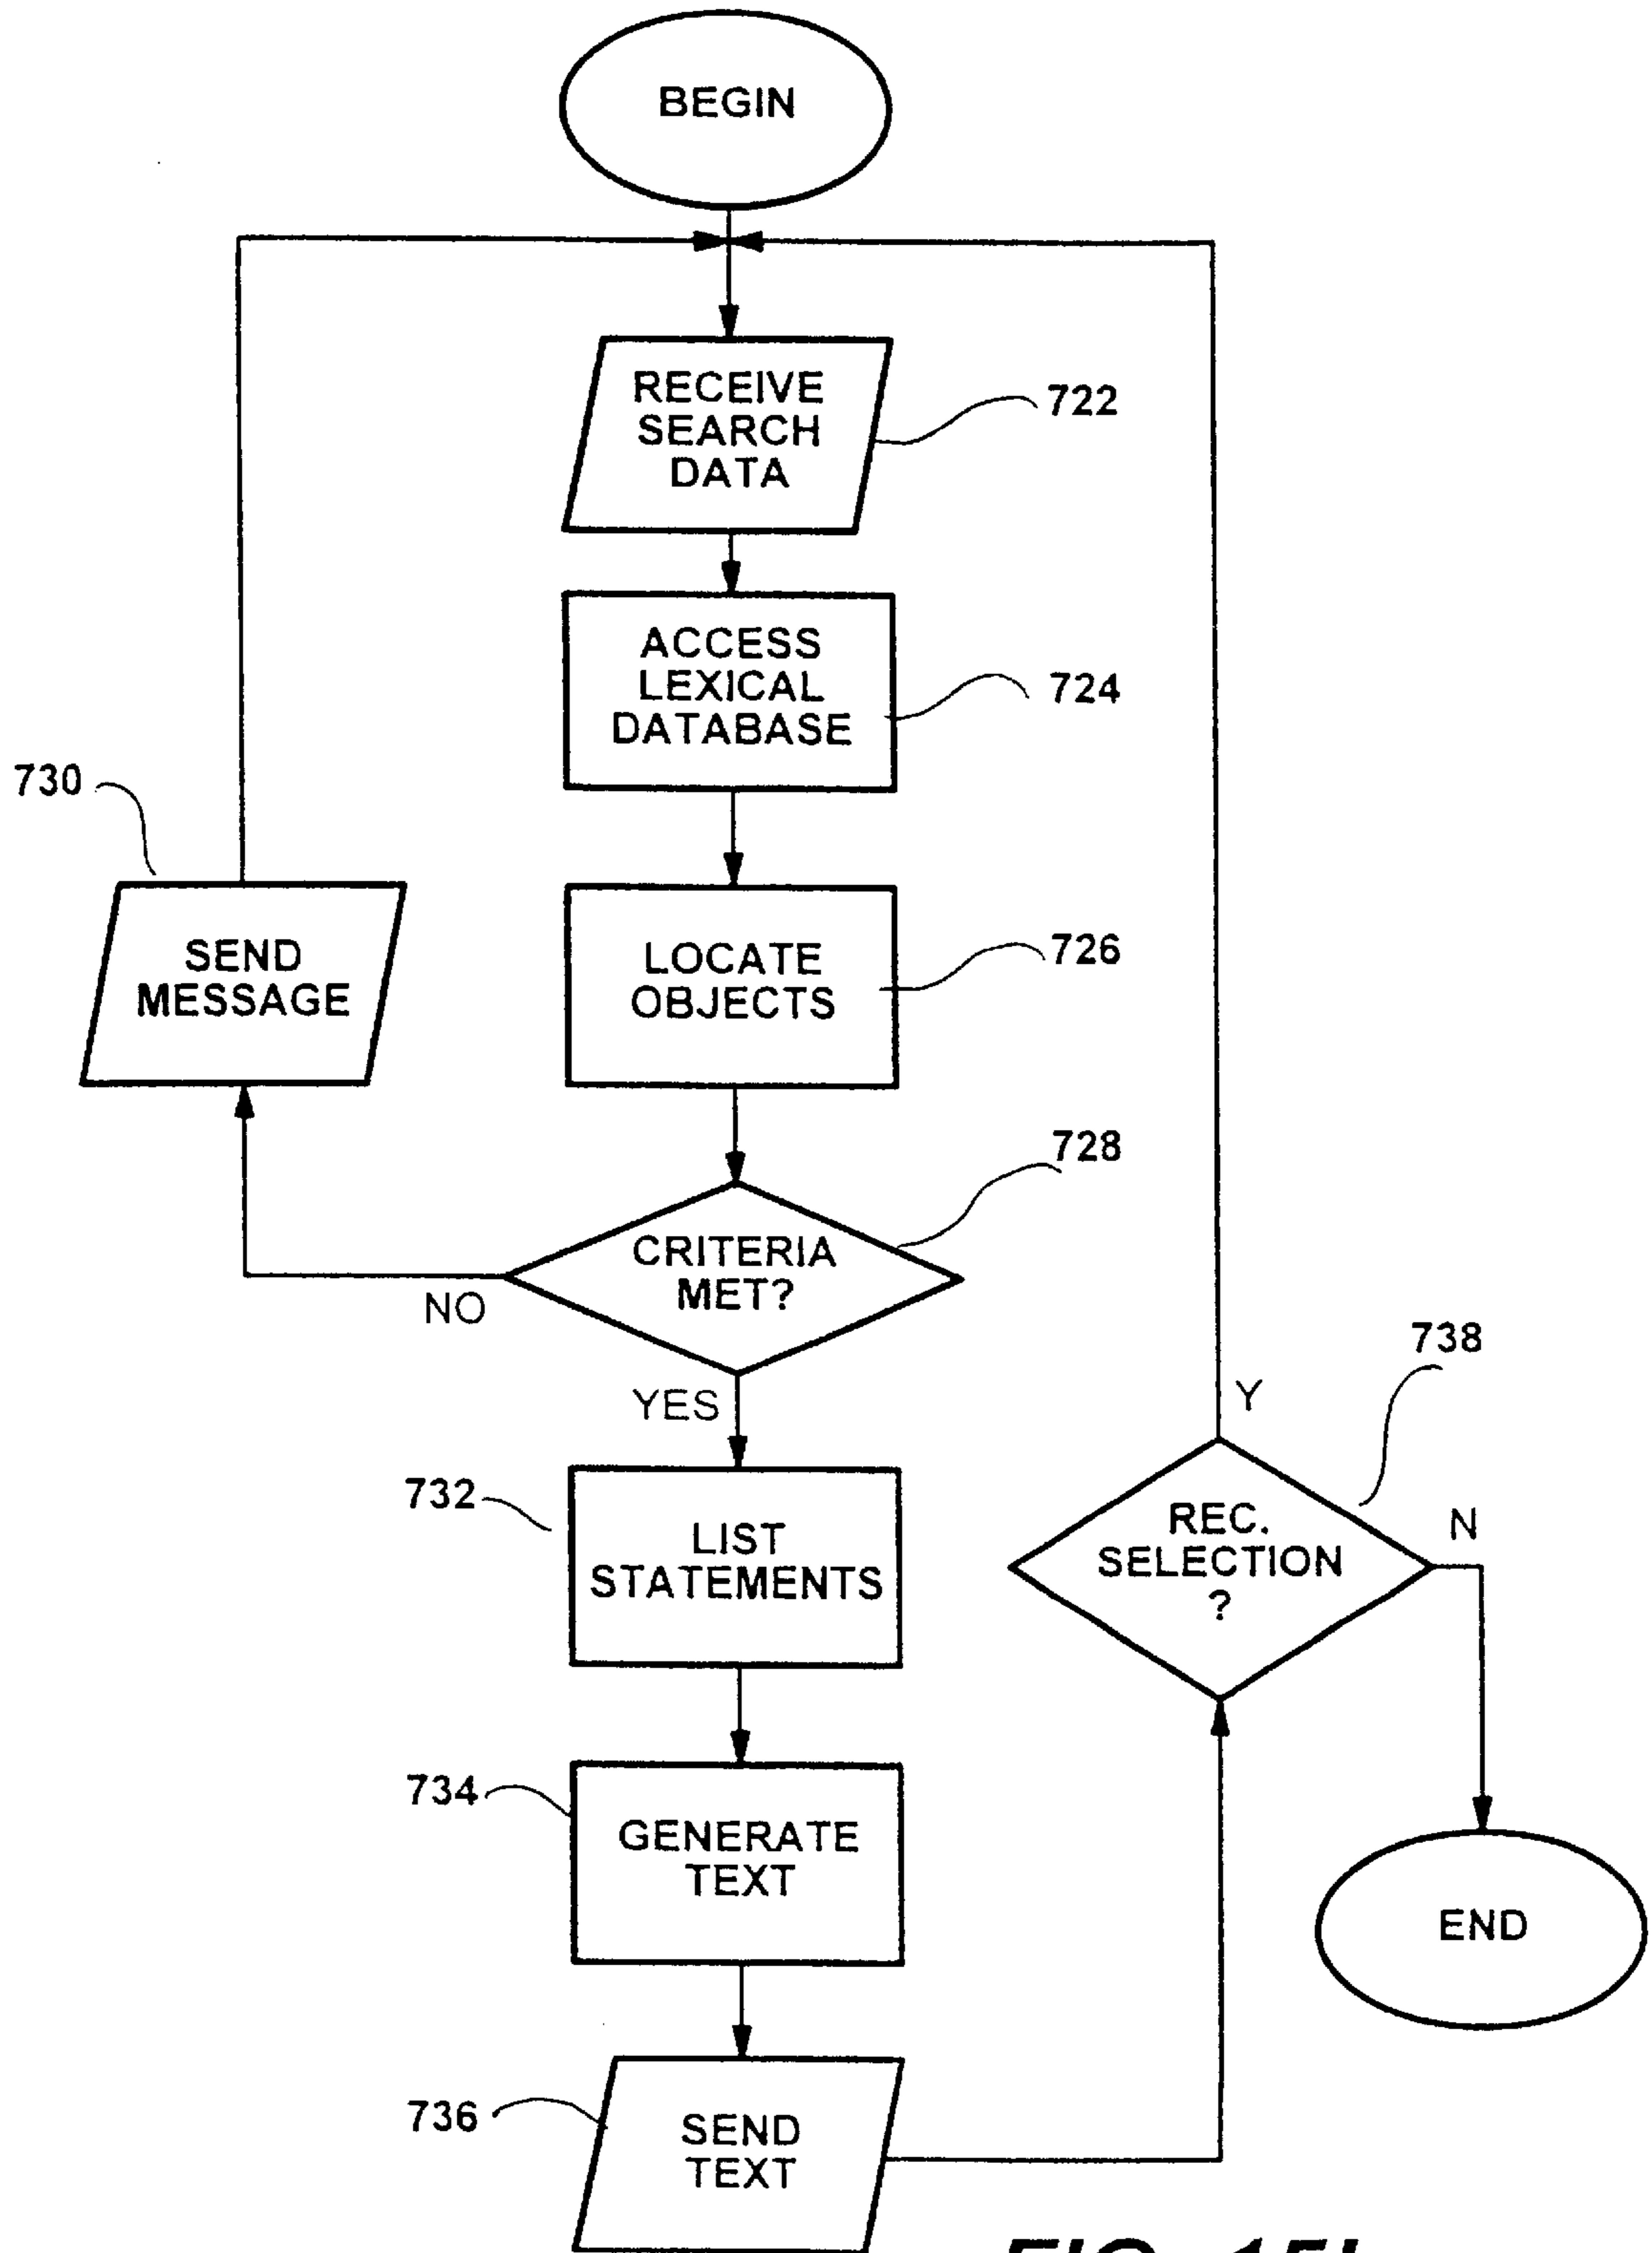 BEGIN
RECEIVE
SEARCH
DATA
722
ACCESS
LEXICAL
DATABASE
724
730
SEND
MESSAGE
LOCATE
OBJECTS
726
728
CRITERIA
MET?
NO
YES
738
Y
732
LIST
STATEMENTS
REC.
SELECTION
?
N
734
GENERATE
TEXT
END
736
SEND
TEXT